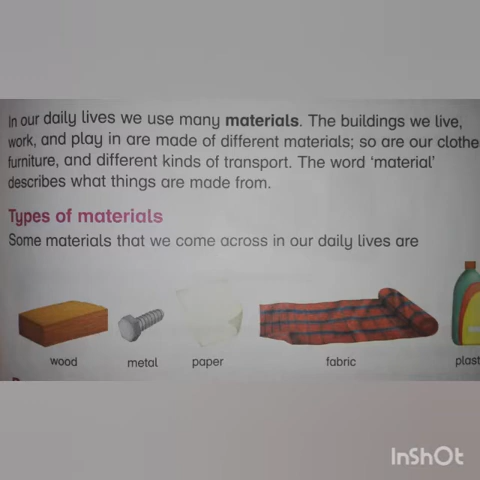 In our daily lives we use many materials. The buildings we live,
work, and play in are made of different materials; so are our clothe
furniture, and different kinds of transport. The word ‘material’
describes what things are made from.
Types of materials
Some materials that we come across in our daily lives are
wood metal paper fabric plast
InShOt